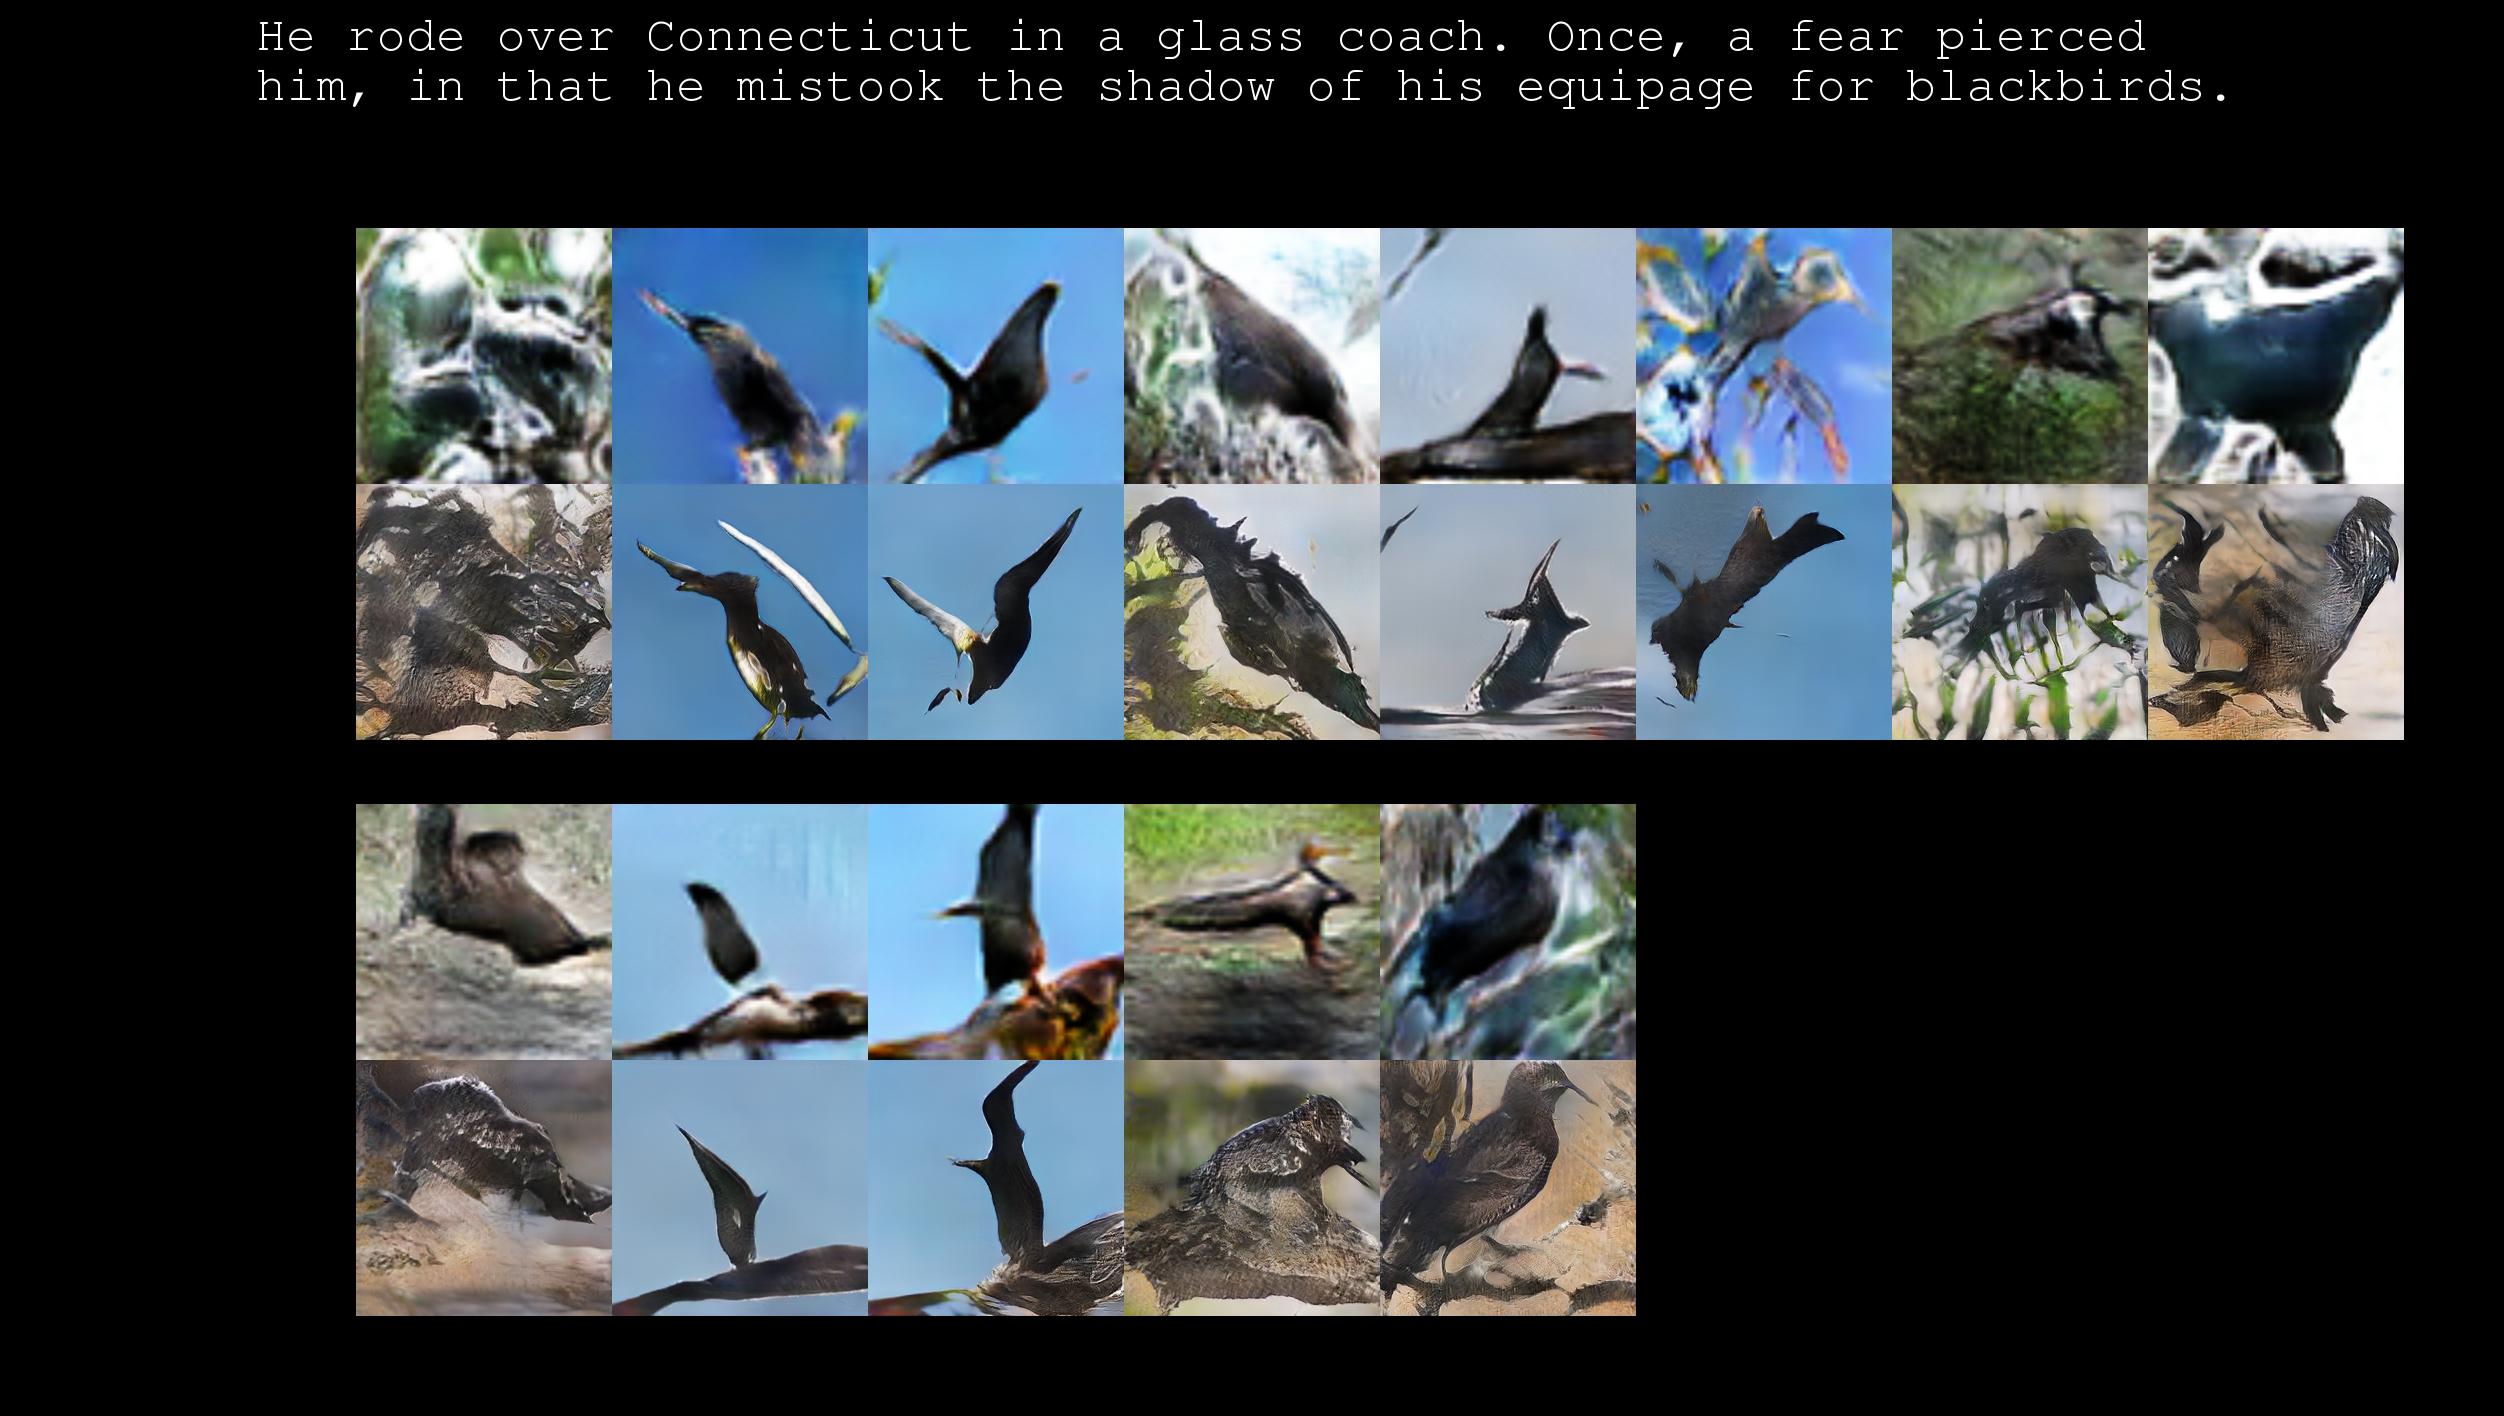 He rode over Connecticut in a glass coach. Once, a fear pierced
him, in that he mistook the shadow of his equipage for blackbirds.